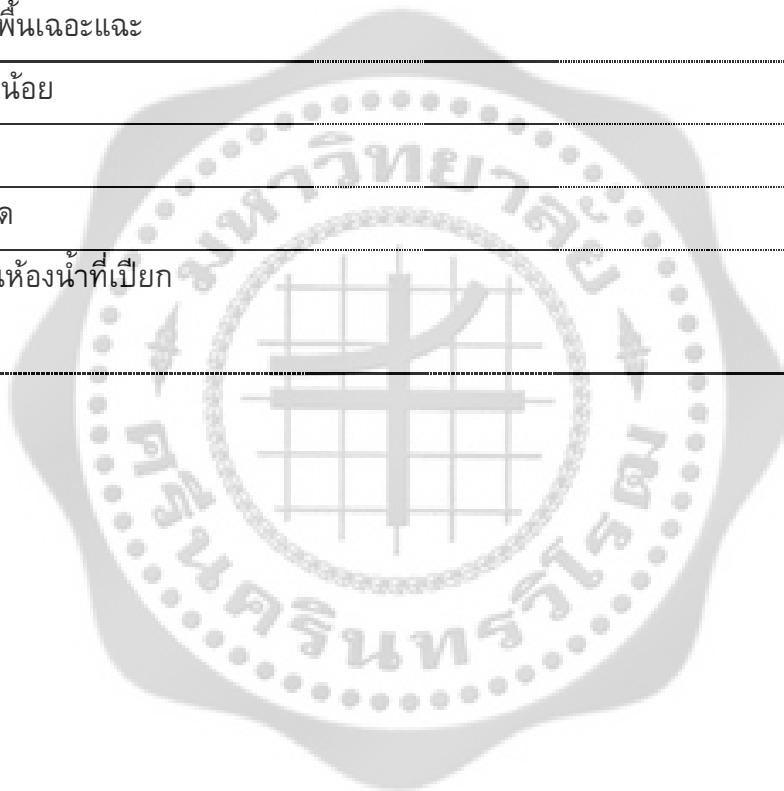 พื้นเฉอะแฉะ
น้อย
ด
นห้องน้ำที่เปียก
มหาวิทยาลัย
ศรีนครินทรวิโรฒ